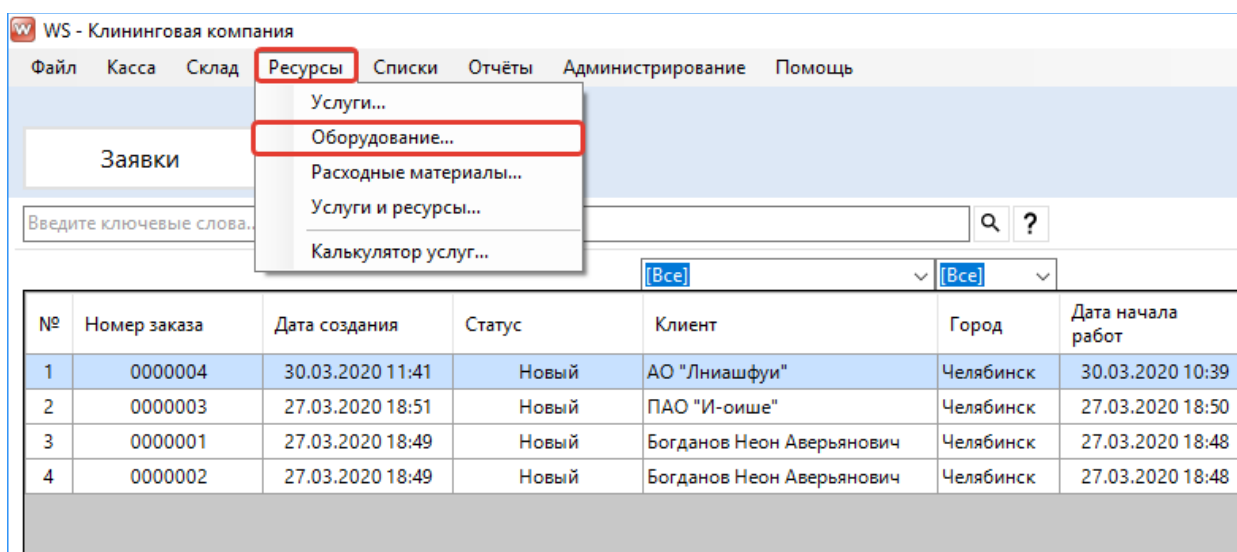 WS - Клининговая компания
Файл Касса Склад Ресурсы Списки Отчёты Администрирование Помощь
Услуги...
Оборудование...
Заявки
Расходные материалы...
Услуги и ресурсы...
Введите ключевые слова..
?
Калькулятор услуг...
[Все] [Все]
№ Номер заказа Дата создания Статус Клиент Город Дата начала работ
1 0000004 30.03.2020 11:41 Новый АО "Лниашфуи" Челябинск 30.03.2020 10:39
2 0000003 27.03.2020 18:51 Новый ПАО "И-оише" Челябинск 27.03.2020 18:50
3 0000001 27.03.2020 18:49 Новый Богданов Неон Аверьянович Челябинск 27.03.2020 18:48
4 0000002 27.03.2020 18:49 Новый Богданов Неон Аверьянович Челябинск 27.03.2020 18:48